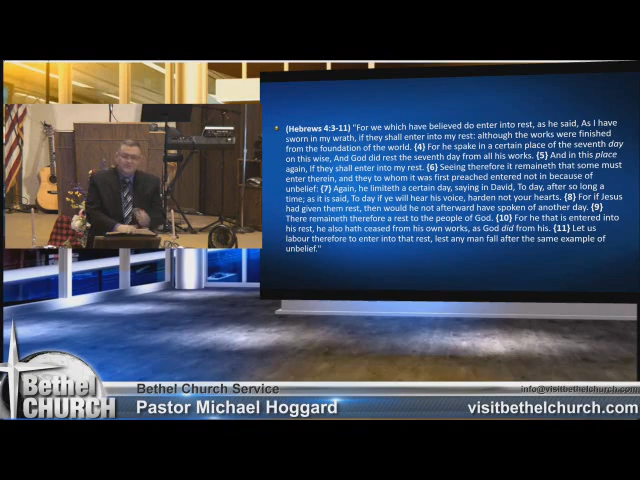 (Hebrews 4:3-11) "For we which have believed do enter into rest, as he said, As I have
sworn in my wrath, if they shall enter into my rest: although the works were finished
from the foundation of the world. {4} For he spake in a certain place of the seventh day
on this wise, And God did rest the seventh day from all his works. {5} And in this place
again, If they shall enter into my rest. {6} Seeing therefore it remaineth that some must
enter therein, and they to whom it was first preached entered not in because of
unbelief: {7} Again, he limiteth a certain day, saying in David, To day, after so long a
time; as it is said, To day if ye will hear his voice, harden not your hearts. {8} For if Jesus
had given them rest, then would he not afterward have spoken of another day. {9}
There remaineth therefore a rest to the people of God. {10} For he that is entered into
his rest, he also hath ceased from his own works, as God did from his. {11} Let us
labour therefore to enter into that rest, lest any man fall after the same example of
unbelief."
Bethel
CHURCH
Bethel Church Service
info@visitbethelchurch.com
Pastor Michael Hoggard
visitbethelchurch.com